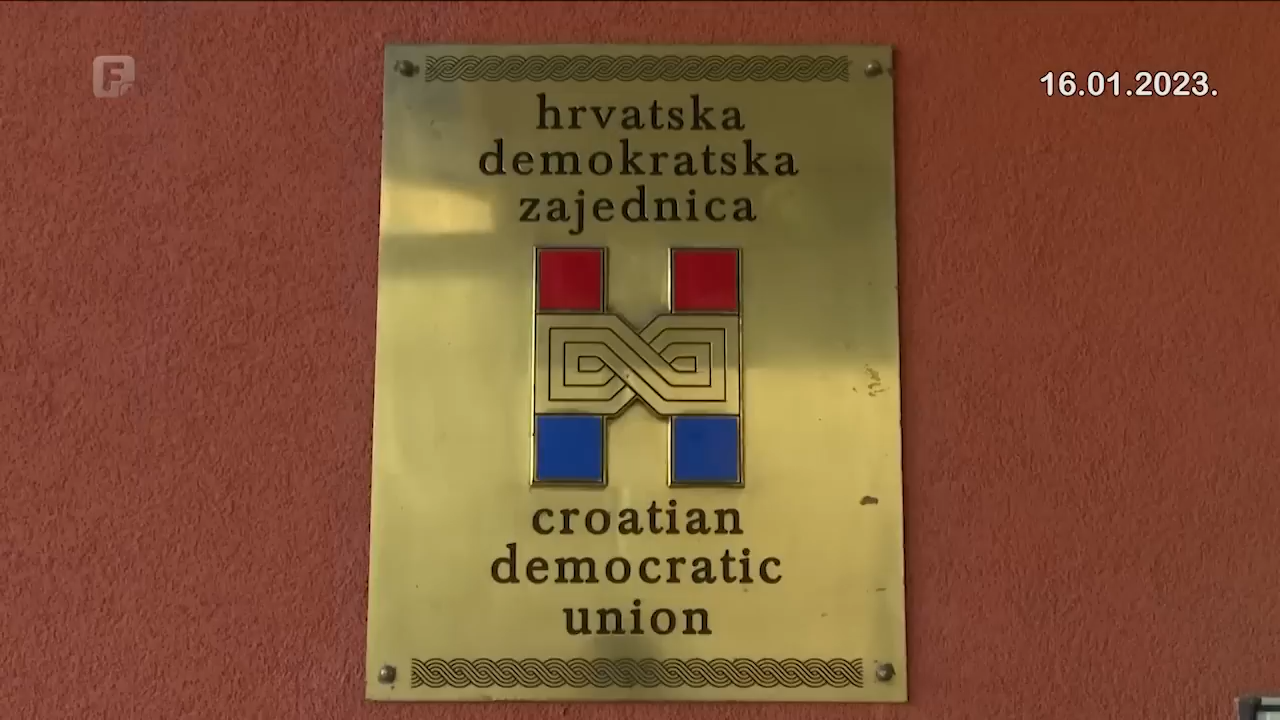 F
16.01.2023.
hrvatska
demokratska
zajednica
croatian
democratic
union